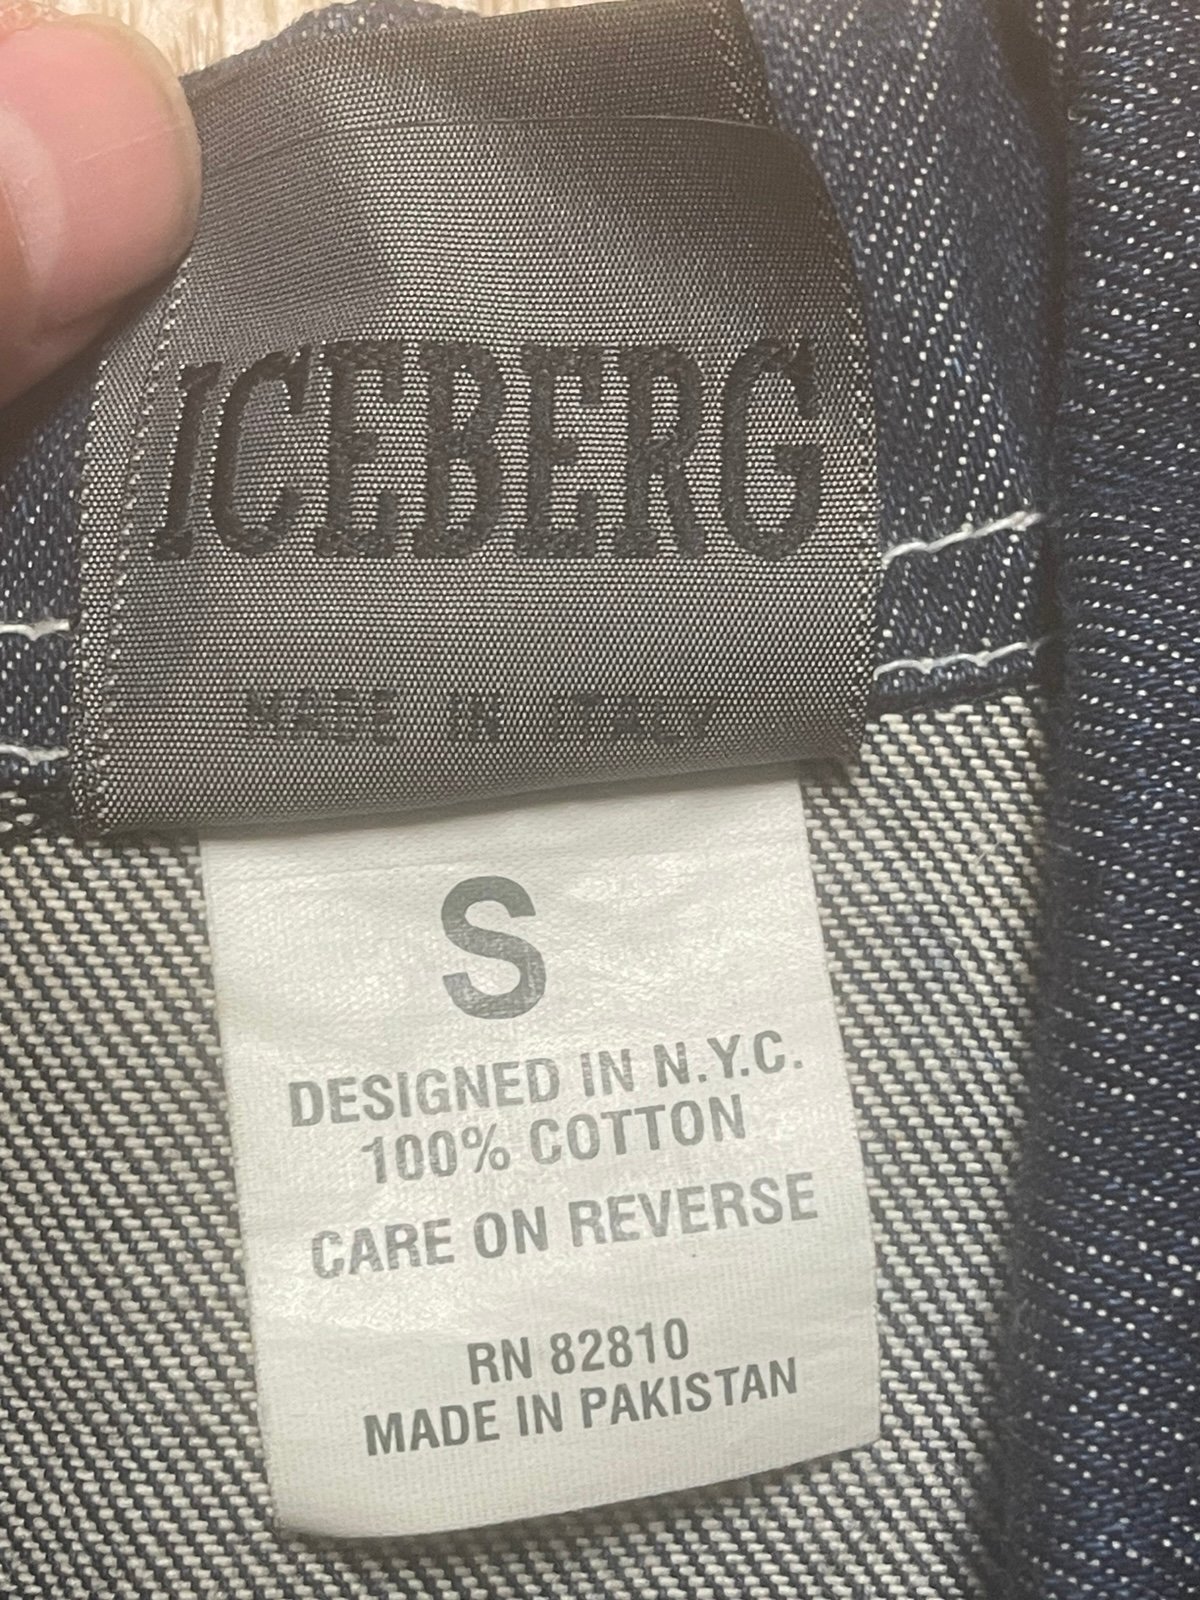 ICEBERG
MADE IN ITALY
S
DESIGNED IN N.Y.C.
100% COTTON
CARE ON REVERSE
RN 82810
MADE IN PAKISTAN